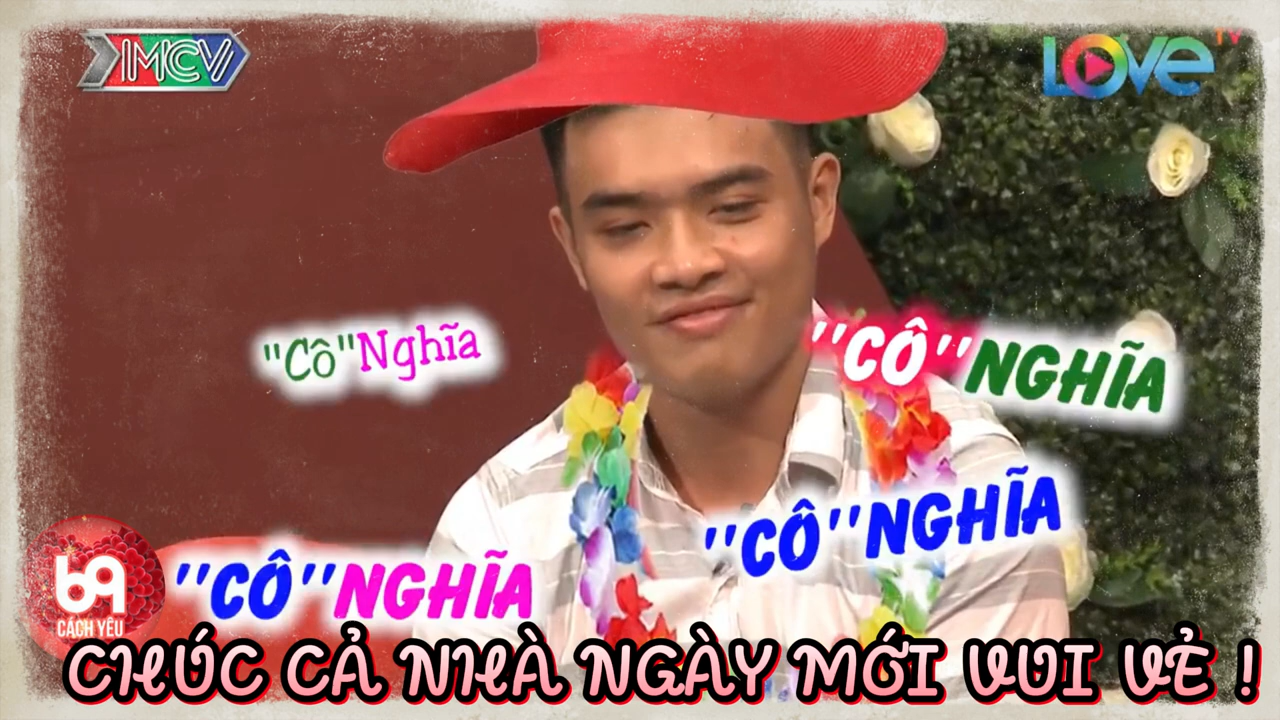 MCV
LOVE TV
"Cô"Nghĩa
"CÔ"NGHĨA
"CÔ"NGHĨA
"CÔ"NGHĨA
69
CÁCH YÊU
CHÚC CẢ NHÀ NGÀY MỚI VUI VẺ !